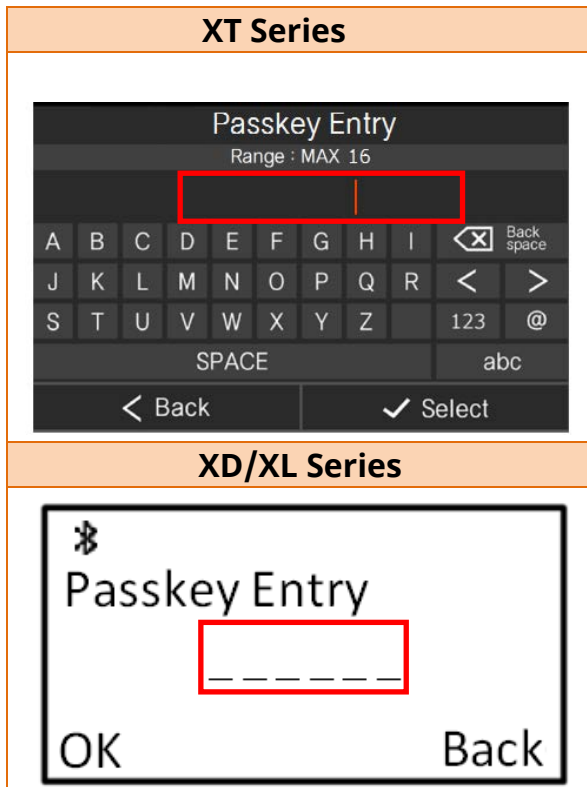 XT Series
Passkey Entry
Range : MAX 16
A B C D E F G H I Back space
J K L M N O P Q R < >
S T U V W X Y Z 123 @
SPACE abc
< Back ✓ Select
XD/XL Series
Passkey Entry
_ _ _ _ _ _
OK Back